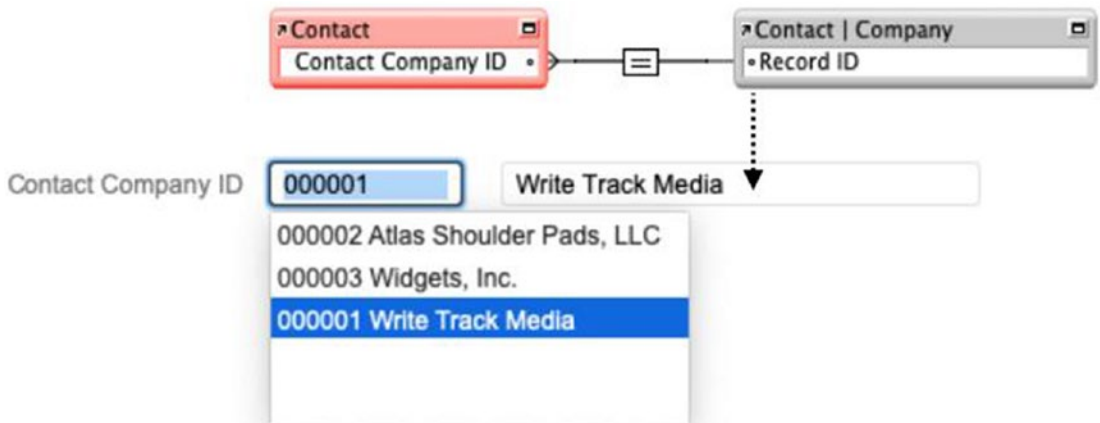 Contact
Contact Company ID
=
Contact | Company
Record ID
Contact Company ID
000001
Write Track Media
000002 Atlas Shoulder Pads, LLC
000003 Widgets, Inc.
000001 Write Track Media